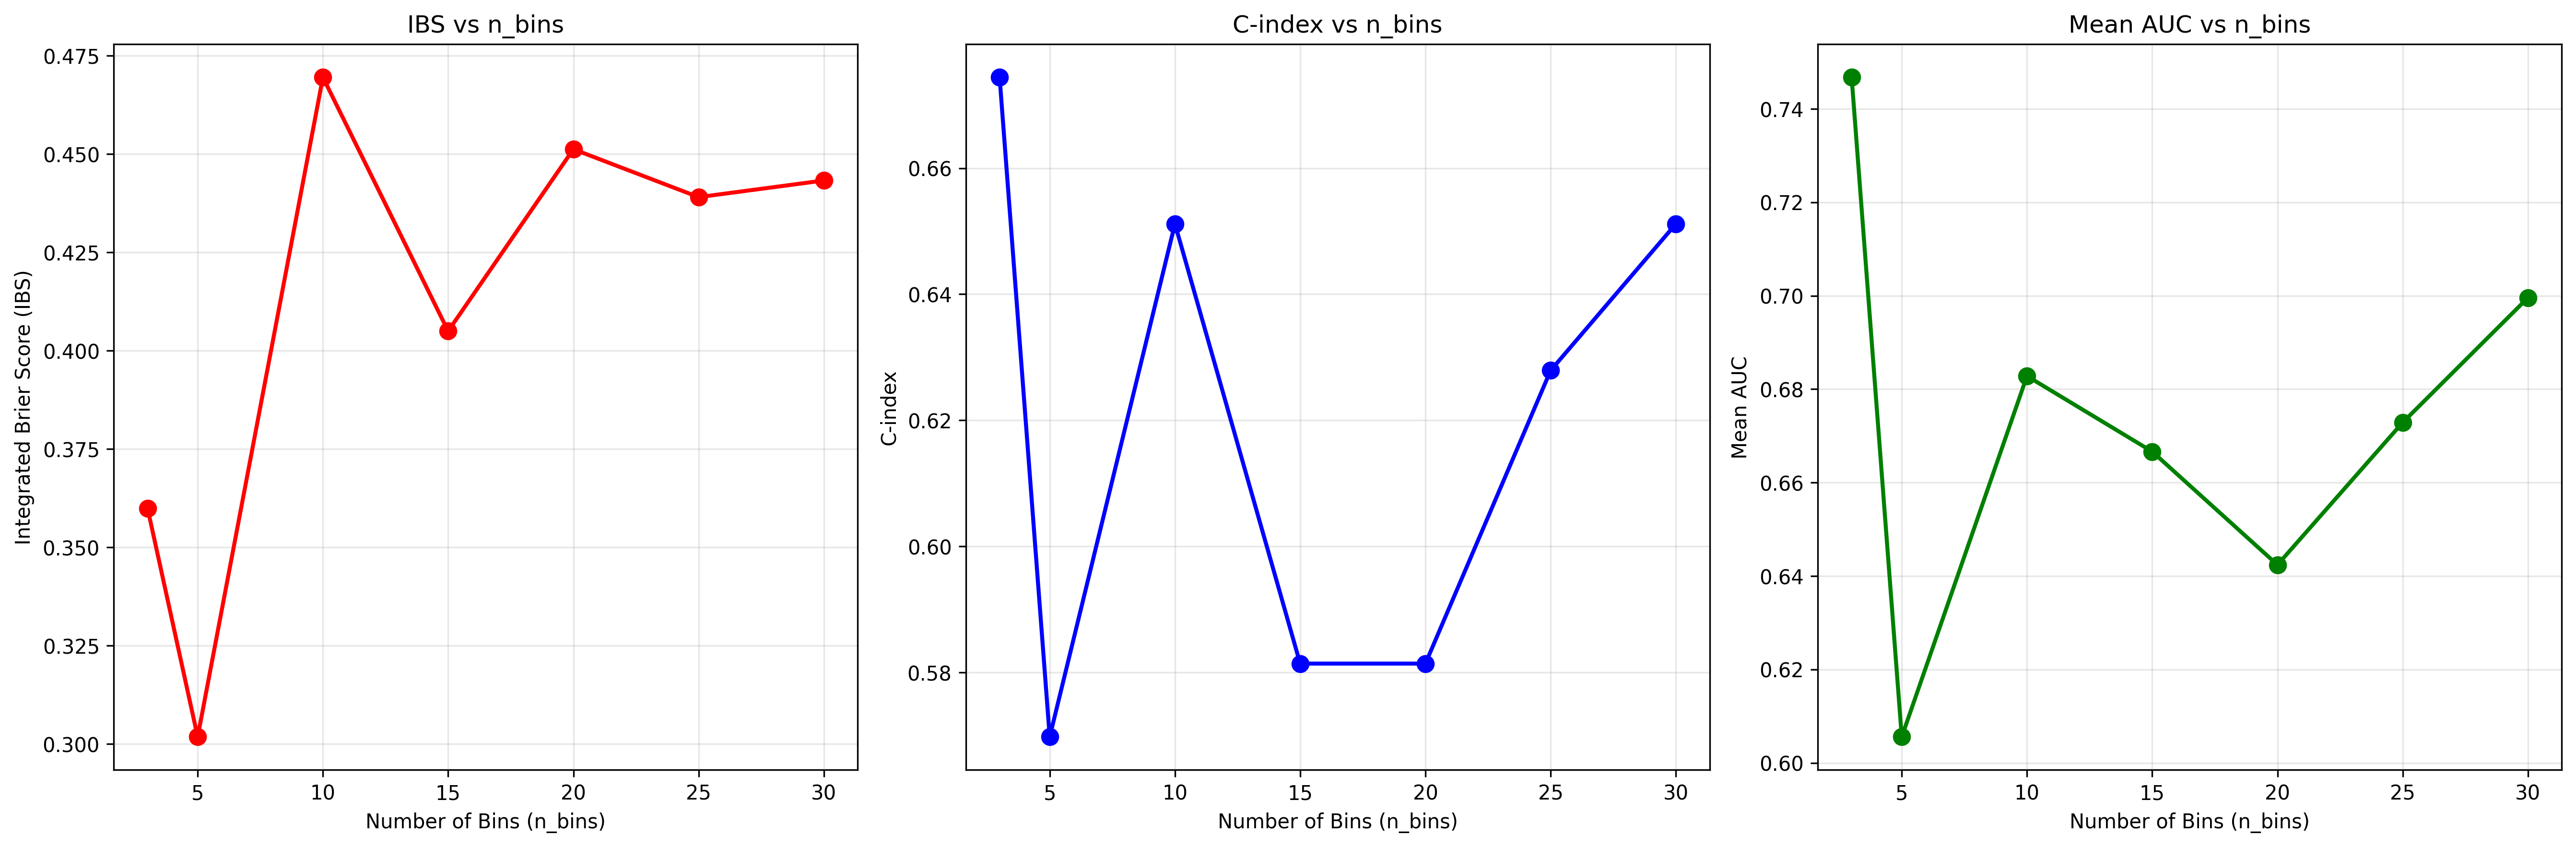 IBS vs n_bins
Integrated Brier Score (IBS)
0.475
0.450
0.425
0.400
0.375
0.350
0.325
0.300
5 10 15 20 25 30
Number of Bins (n_bins)
C-index vs n_bins
C-index
0.66
0.64
0.62
0.60
0.58
5 10 15 20 25 30
Number of Bins (n_bins)
Mean AUC vs n_bins
Mean AUC
0.74
0.72
0.70
0.68
0.66
0.64
0.62
0.60
5 10 15 20 25 30
Number of Bins (n_bins)